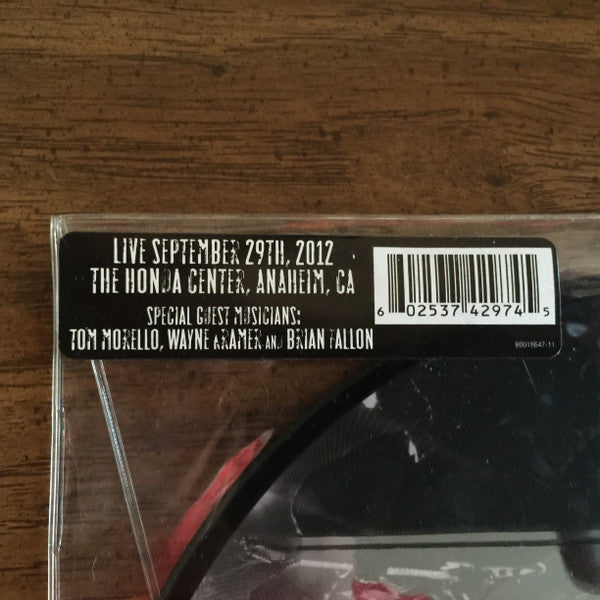 LIVE SEPTEMBER 29TH, 2012
THE HONDA CENTER, ANAHEIM, CA
SPECIAL GUEST MUSICIANS:
TOM MORELLO, WAYNE KRAMER AND BRIAN FALLON
6 02537 42974 5
B0018647-11